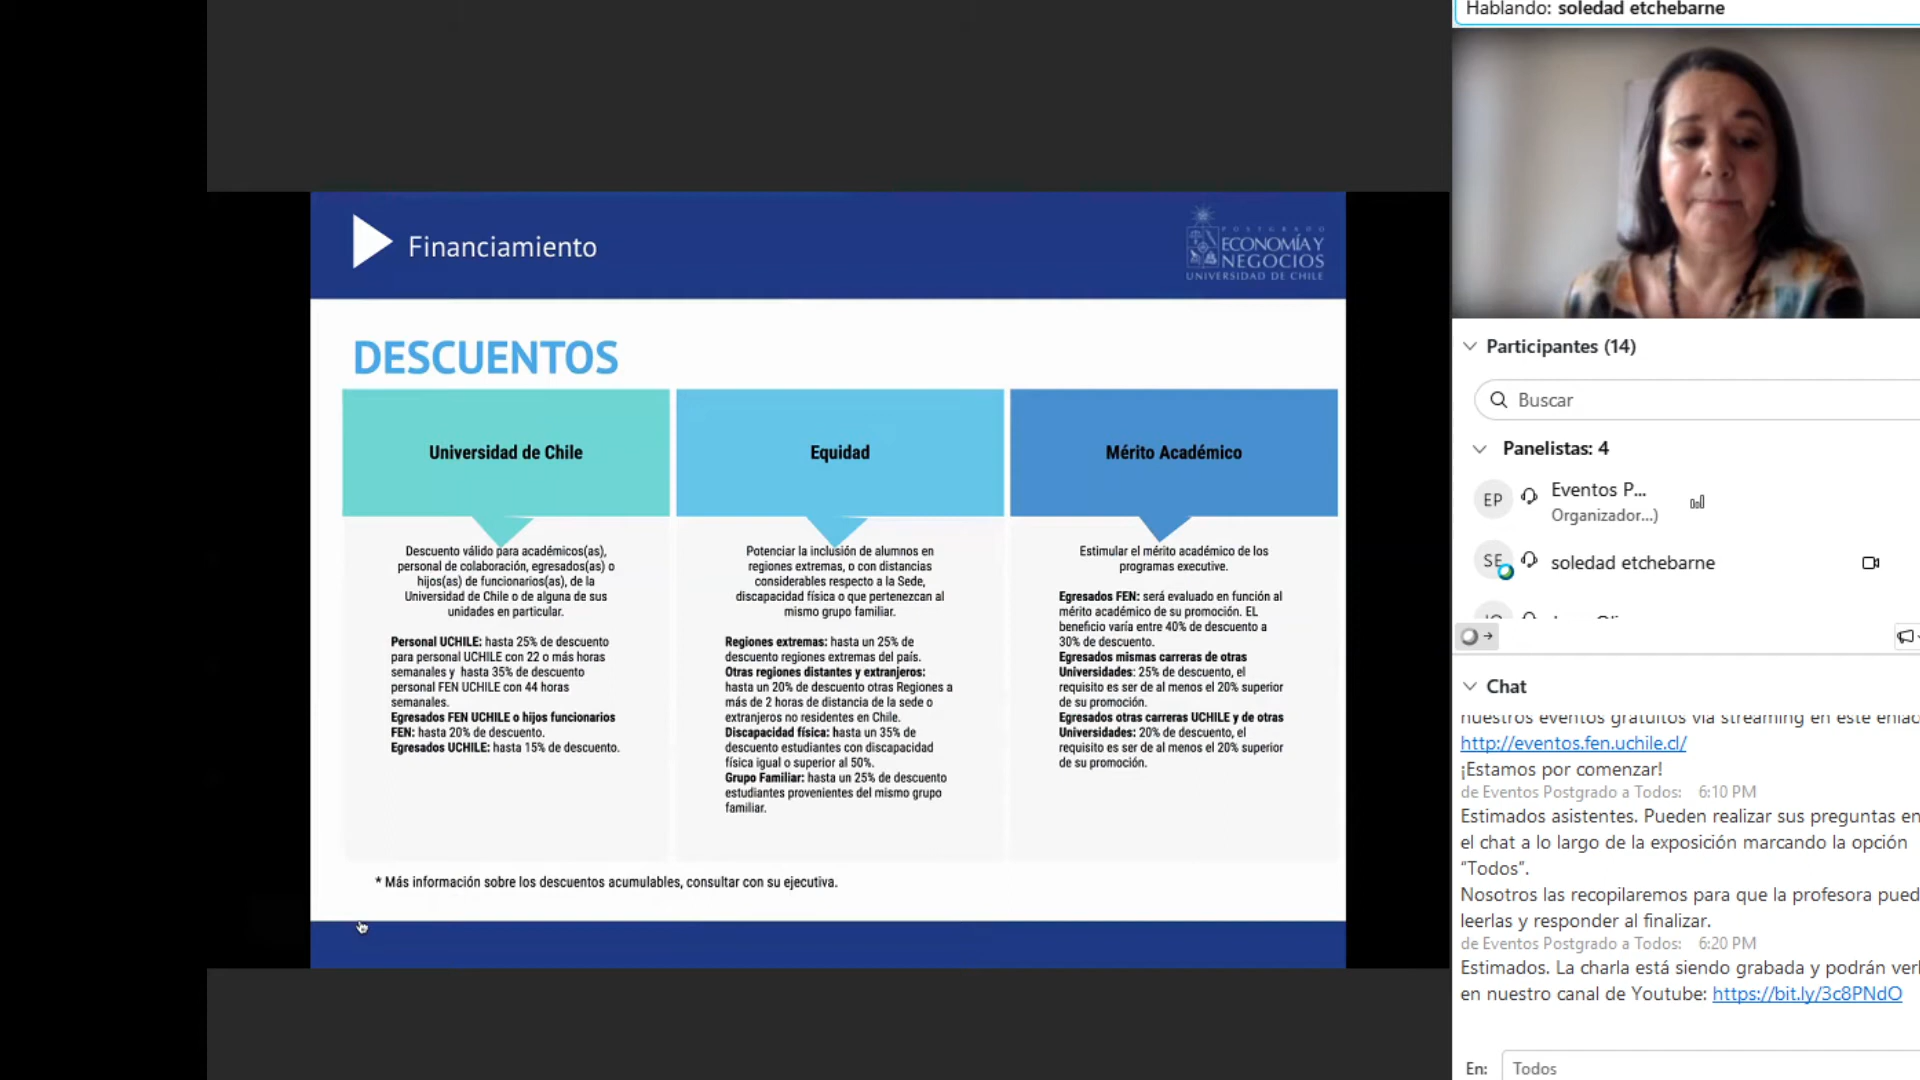 Financiamiento
POSTGRADO
ECONOMÍA Y
NEGOCIOS
UNIVERSIDAD DE CHILE
DESCUENTOS
Universidad de Chile
Descuento válido para académicos(as),
personal de colaboración, egresados(as) o
hijos(as) de funcionarios(as), de la
Universidad de Chile o de alguna de sus
unidades en particular.
Personal UCHILE: hasta 25% de descuento
para personal UCHILE con 22 o más horas
semanales y hasta 35% de descuento
personal FEN UCHILE con 44 horas
semanales.
Egresados FEN UCHILE o hijos funcionarios
FEN: hasta 20% de descuento.
Egresados UCHILE: hasta 15% de descuento.
Equidad
Potenciar la inclusión de alumnos en
regiones extremas, o con distancias
considerables respecto a la Sede,
discapacidad física o que pertenezcan al
mismo grupo familiar.
Regiones extremas: hasta un 25% de
descuento regiones extremas del país.
Otras regiones distantes y extranjeros:
hasta un 20% de descuento otras Regiones a
más de 2 horas de distancia de la sede o
extranjeros no residentes en Chile.
Discapacidad física: hasta un 35% de
descuento estudiantes con discapacidad
física igual o superior al 50%.
Grupo Familiar: hasta un 25% de descuento
estudiantes provenientes del mismo grupo
familiar.
Mérito Académico
Estimular el mérito académico de los
programas executive.
Egresados FEN: será evaluado en función al
mérito académico de su promoción. EL
beneficio varía entre 40% de descuento a
30% de descuento.
Egresados mismas carreras de otras
Universidades: 25% de descuento, el
requisito es ser de al menos el 20% superior
de su promoción.
Egresados otras carreras UCHILE y de otras
Universidades: 20% de descuento, el
requisito es ser de al menos el 20% superior
de su promoción.
* Más información sobre los descuentos acumulables, consultar con su ejecutiva.
Hablando: soledad etchebarne
Participantes (14)
Buscar
Panelistas: 4
EP Eventos P...
Organizador...)
SE soledad etchebarne
Chat
nuestros eventos gratuitos vía streaming en este enlac
http://eventos.fen.uchile.cl/
¡Estamos por comenzar!
de Eventos Postgrado a Todos: 6:10 PM
Estimados asistentes. Pueden realizar sus preguntas en
el chat a lo largo de la exposición marcando la opción
“Todos”.
Nosotros las recopilaremos para que la profesora pued
leerlas y responder al finalizar.
de Eventos Postgrado a Todos: 6:20 PM
Estimados. La charla está siendo grabada y podrán verl
en nuestro canal de Youtube: https://bit.ly/3c8PNdO
En: Todos